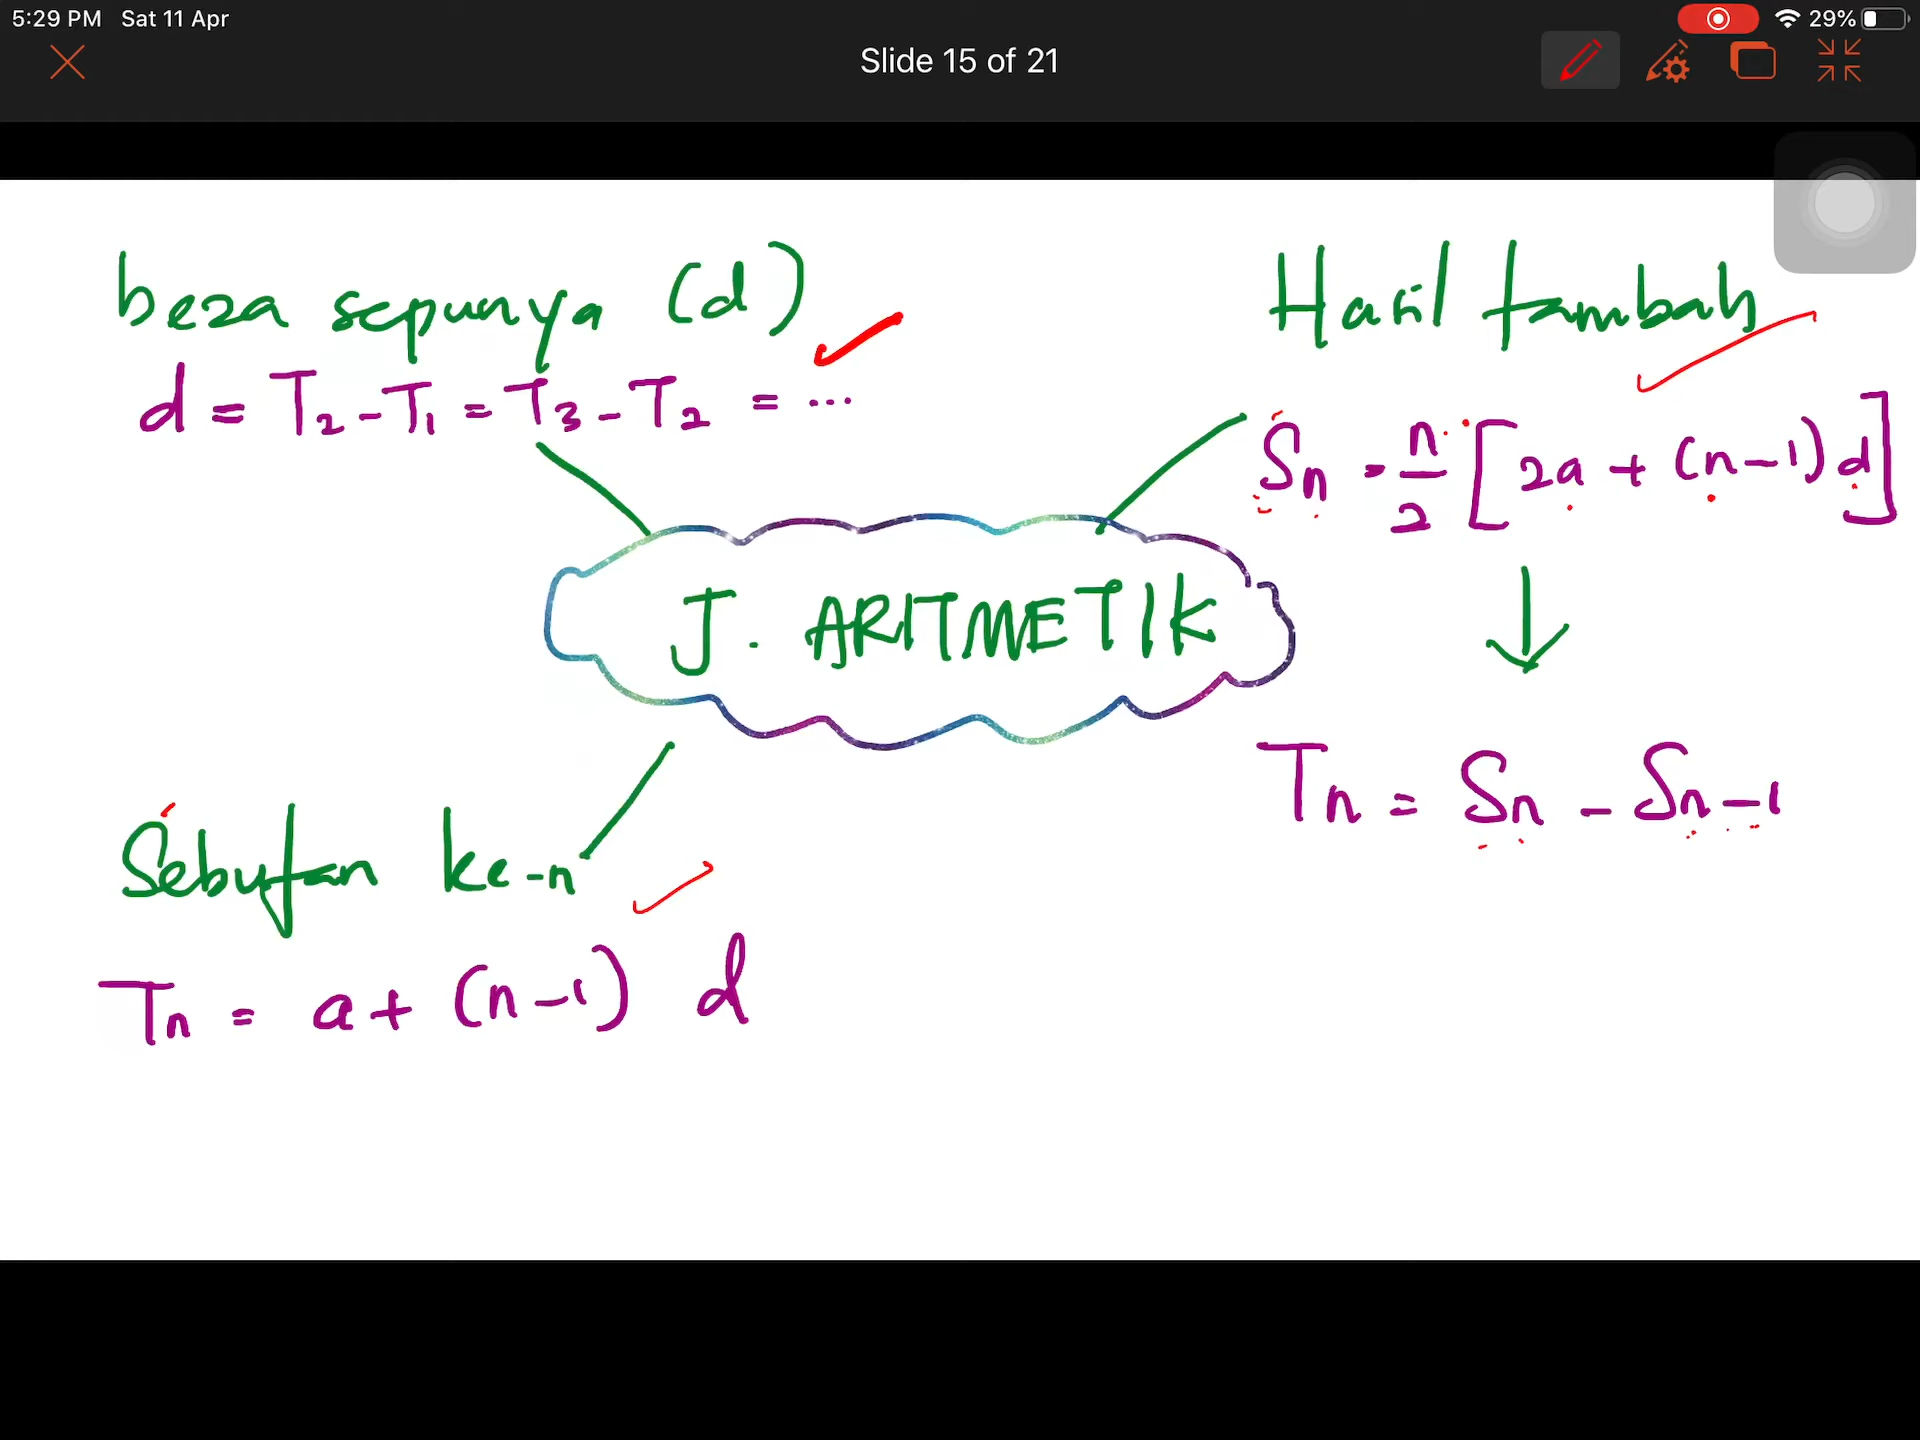 5:29 PM Sat 11 Apr
29%
Slide 15 of 21
beza sepunya (d)
d = T₂ - T₁ = T₃ - T₂ = ...
Hasil tambah
Sn = n/2 [2a + (n-1)d]
J. ARITMETIK
Tn = Sn - Sn-1
Sebutan ke-n
Tn = a + (n-1) d